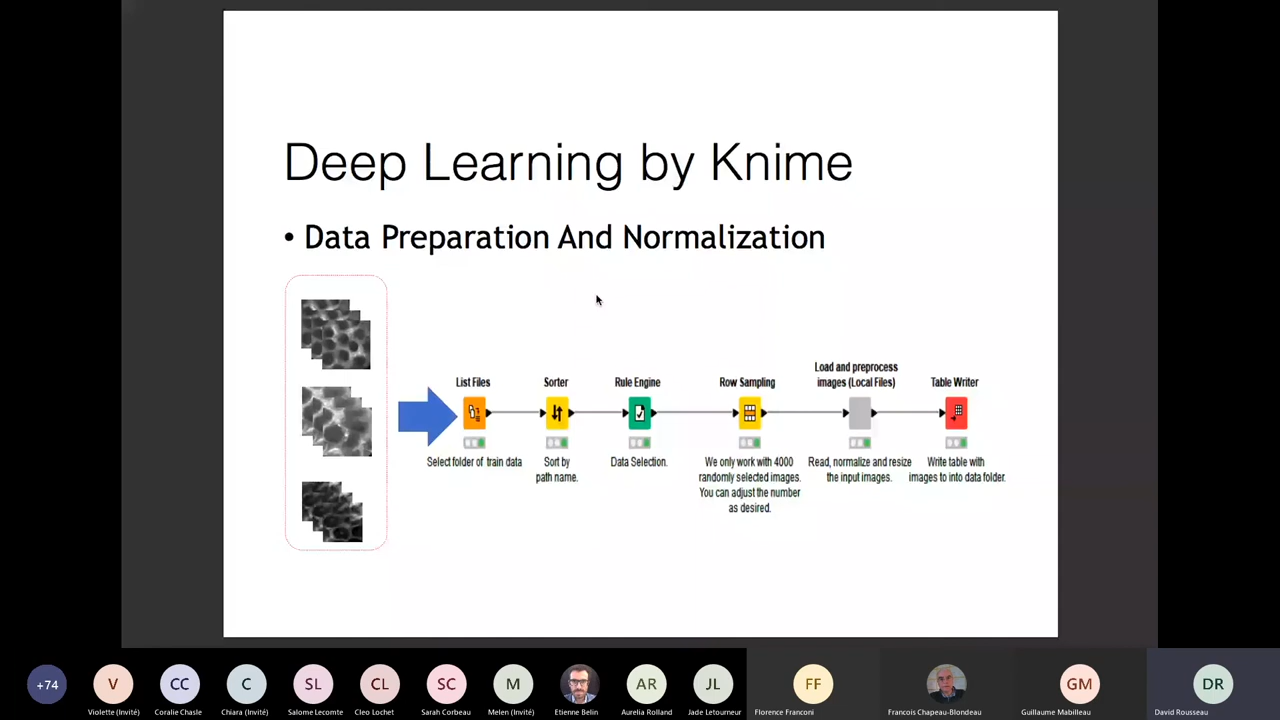 Deep Learning by Knime
• Data Preparation And Normalization
List Files
Sorter
Rule Engine
Row Sampling
Load and preprocess
images (Local Files)
Table Writer
Select folder of train data
Sort by
path name.
Data Selection.
We only work with 4000
randomly selected images.
You can adjust the number
as desired.
Read, normalize and resize
the input images.
Write table with
images to into data folder.
+74
V
CC
C
SL
CL
SC
M
AR
JL
FF
GM
DR
Violette (Invité)
Coralie Chasle
Chiara (Invité)
Salome Lecomte
Cleo Lochet
Sarah Corbeau
Melen (Invité)
Etienne Belin
Aurelia Rolland
Jade Letourneur
Florence Franconi
Francois Chapeau-Blondeau
Guillaume Mabilleau
David Rousseau